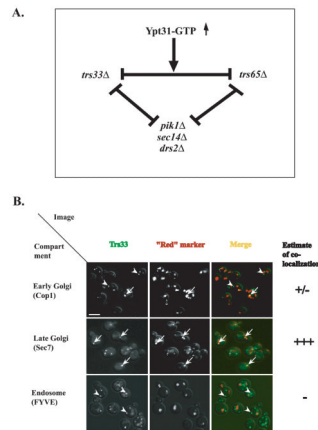 A.
Ypt31-GTP
trs33Δ
trs65Δ
pik1Δ
sec14Δ
drs2Δ
B.
Image
Compart
ment
Trs33
"Red" marker
Merge
Estimate
of co-
localization
Early Golgi
(Cop1)
+/-
Late Golgi
(Sec7)
+++
Endosome
(FYVE)
-